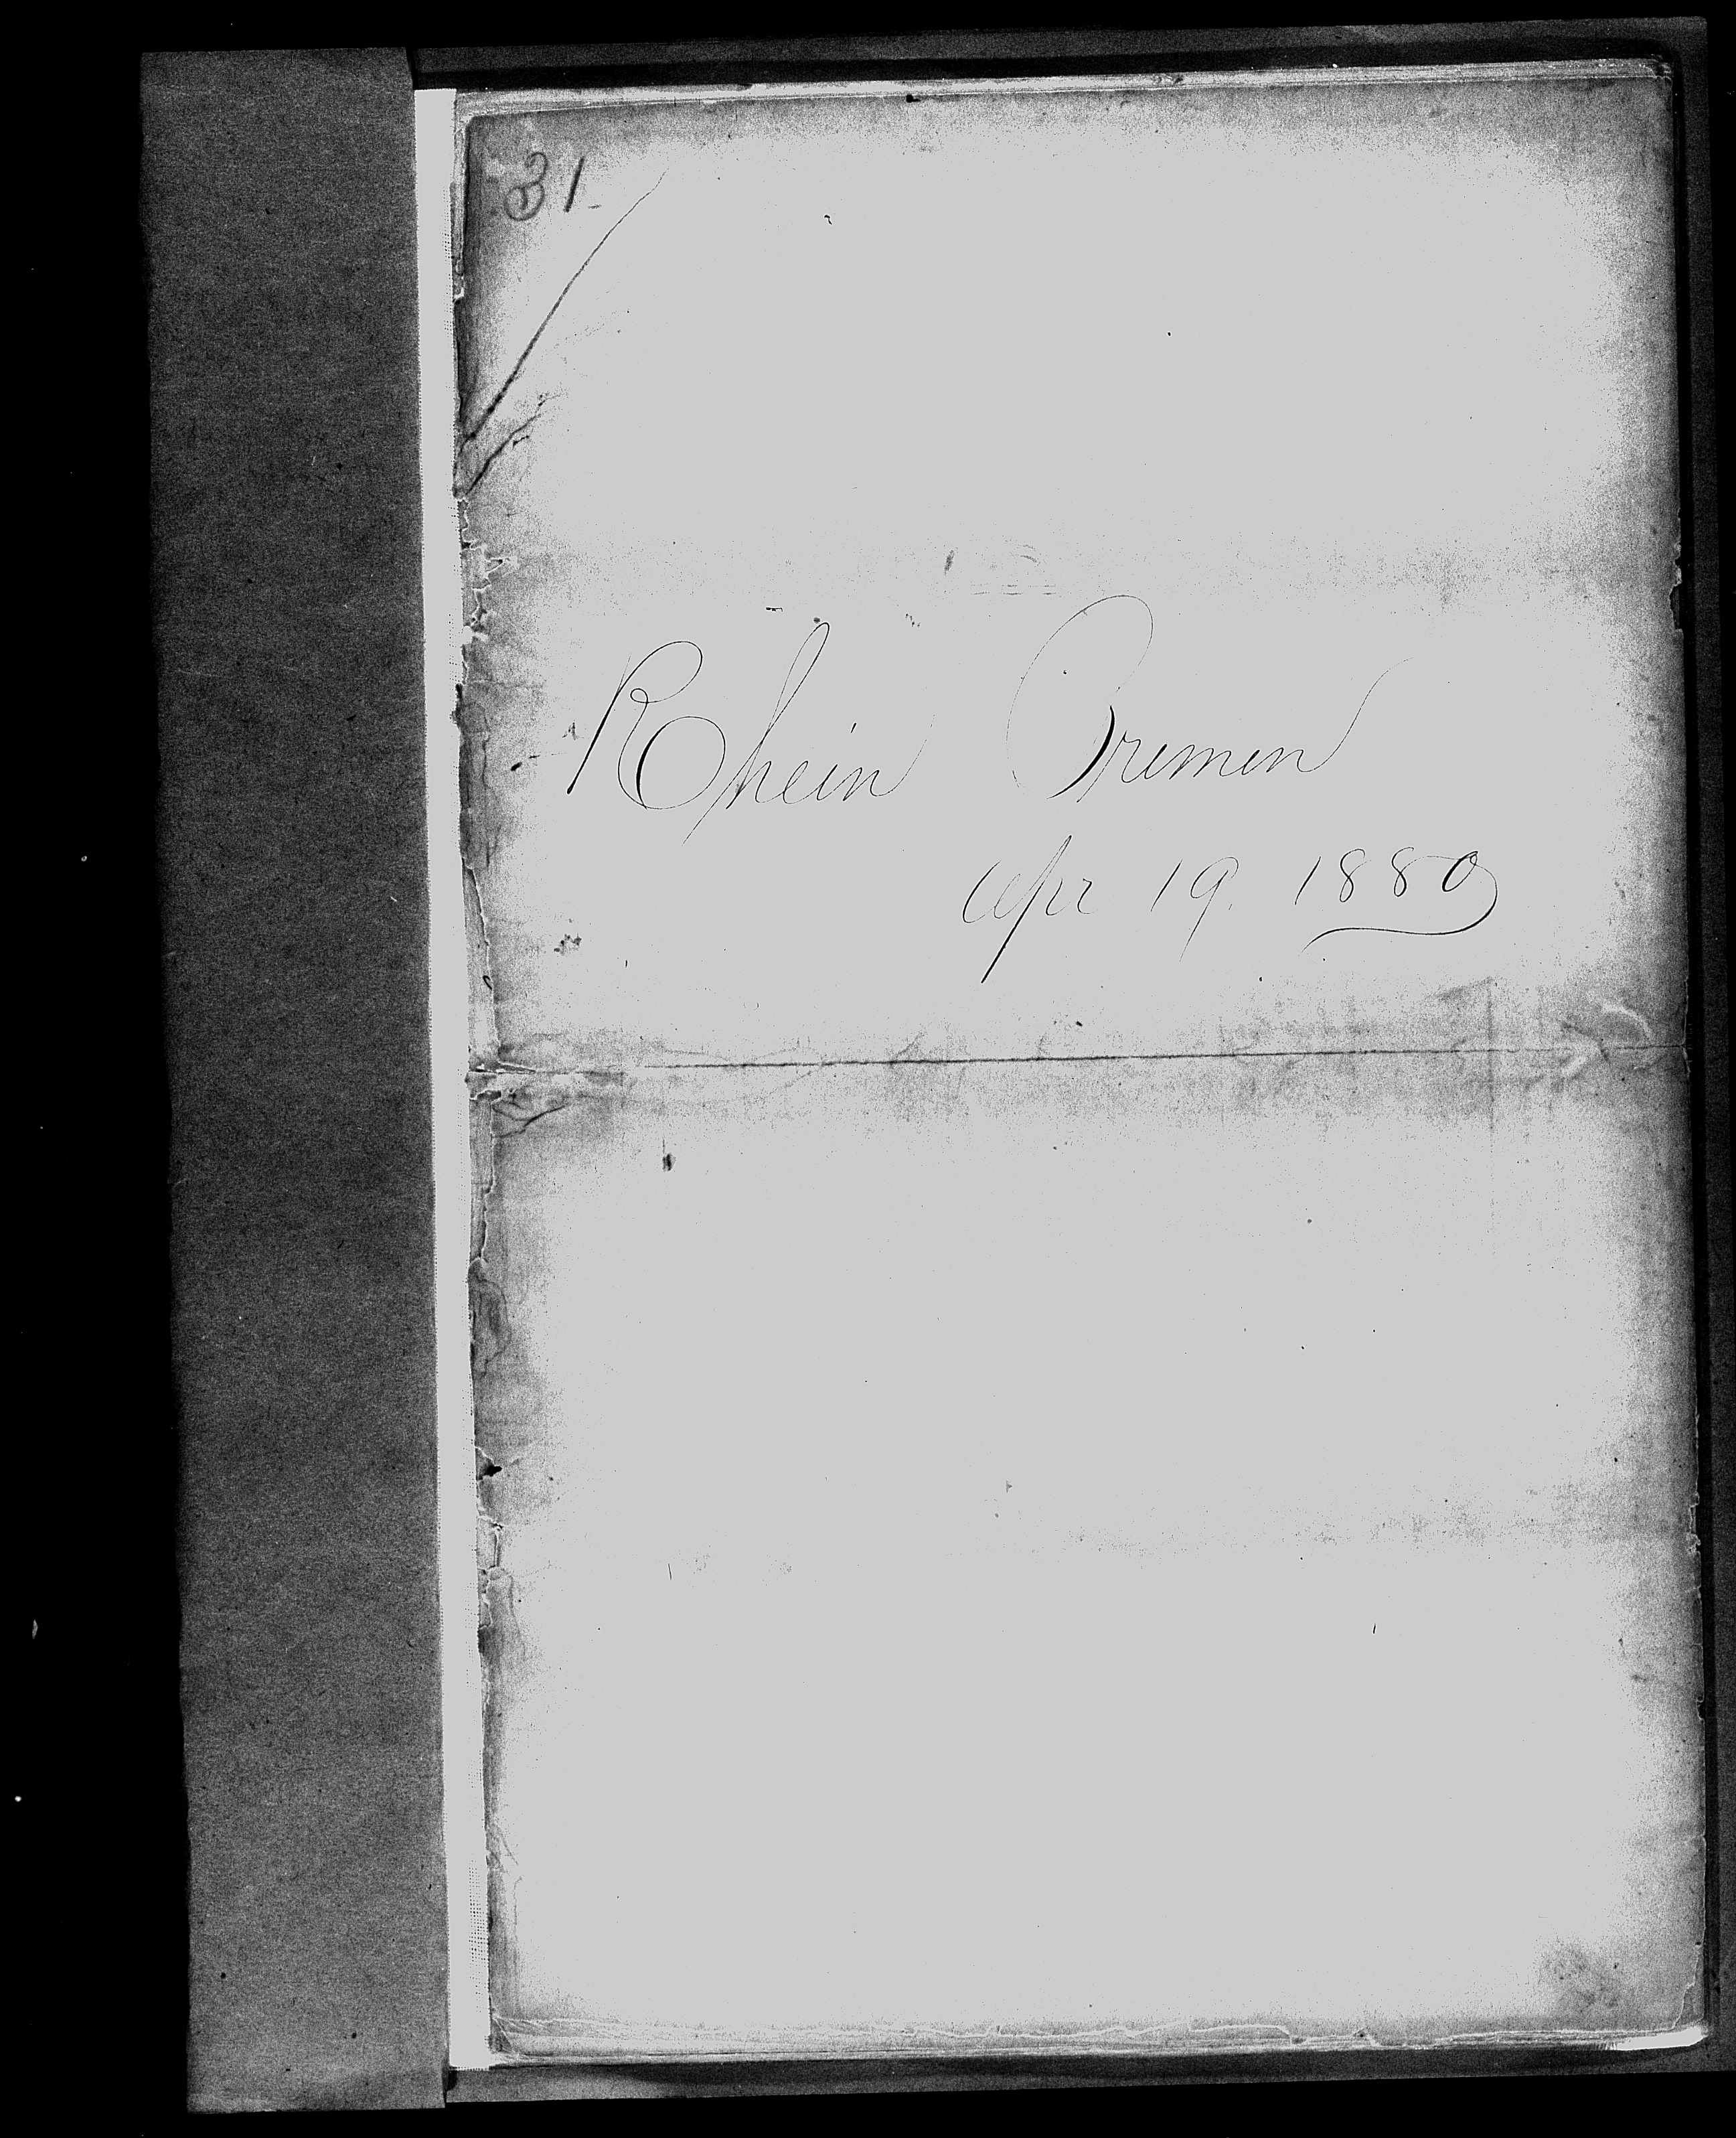 31
Rhein Bremen
Apr 19. 1880